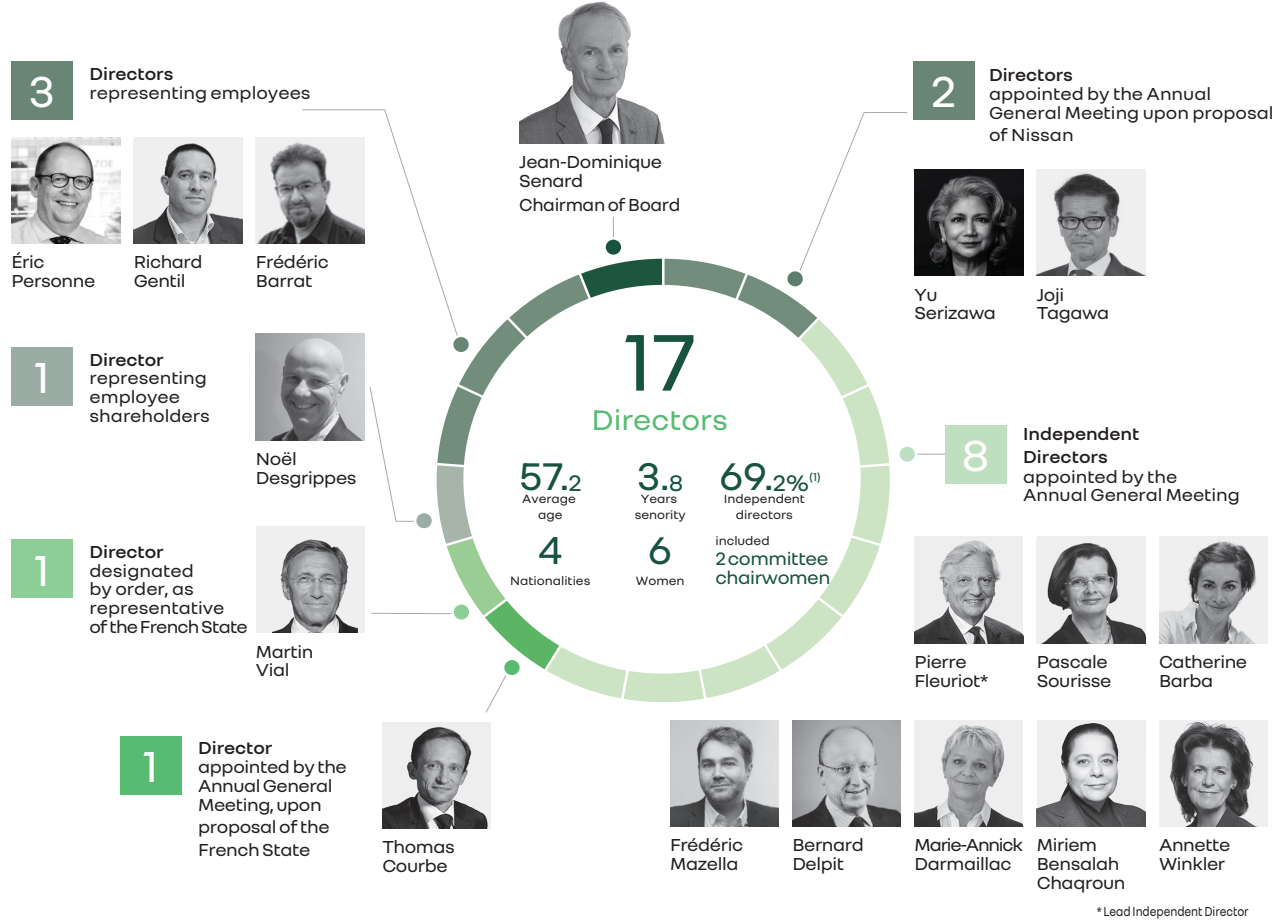 Jean-Dominique
Senard
Chairman of Board
3
Directors
representing employees
Éric
Personne
Richard
Gentil
Frédéric
Barrat
1
Director
representing
employee
shareholders
Noël
Desgrippes
1
Director
designated
by order, as
representative
of the French State
Martin
Vial
1
Director
appointed by the
Annual General
Meeting, upon
proposal of the
French State
Thomas
Courbe
17
Directors
57.2
Average
age
3.8
Years
senority
69.2%(1)
Independent
directors
4
Nationalities
6
Women
included
2 committee
chairwomen
2
Directors
appointed by the Annual
General Meeting upon proposal
of Nissan
Yu
Serizawa
Joji
Tagawa
8
Independent
Directors
appointed by the
Annual General Meeting
Pierre
Fleuriot*
Pascale
Sourisse
Catherine
Barba
Frédéric
Mazella
Bernard
Delpit
Marie-Annick
Darmaillac
Miriem
Bensalah
Chaqroun
Annette
Winkler
* Lead Independent Director